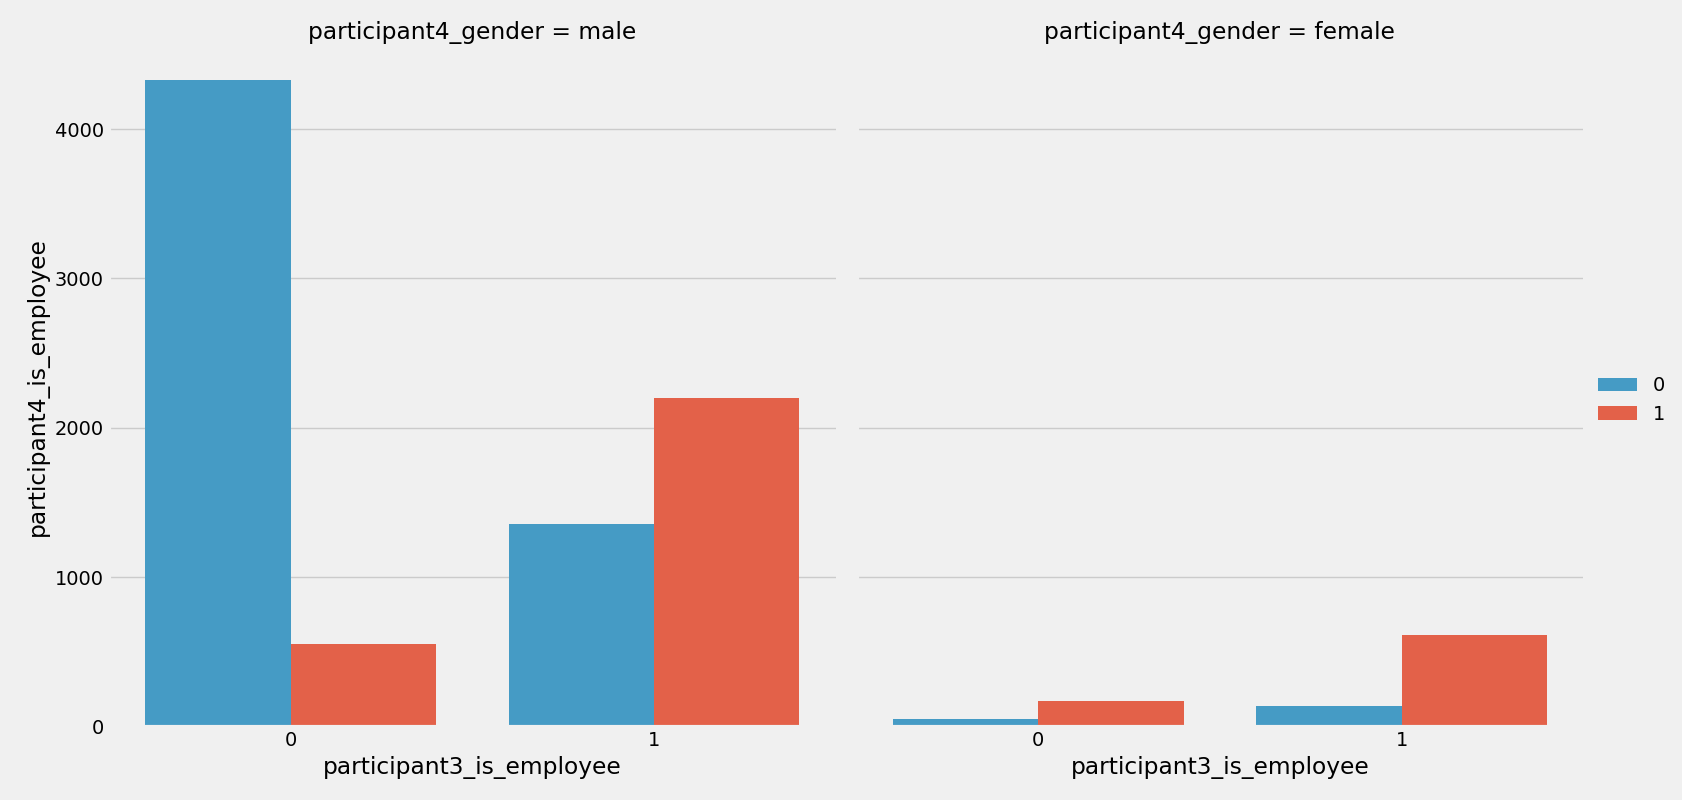 participant4_gender = male
participant4_gender = female
participant4_is_employee
4000
3000
2000
1000
0
0
1
participant3_is_employee
0
1
participant3_is_employee
0
1